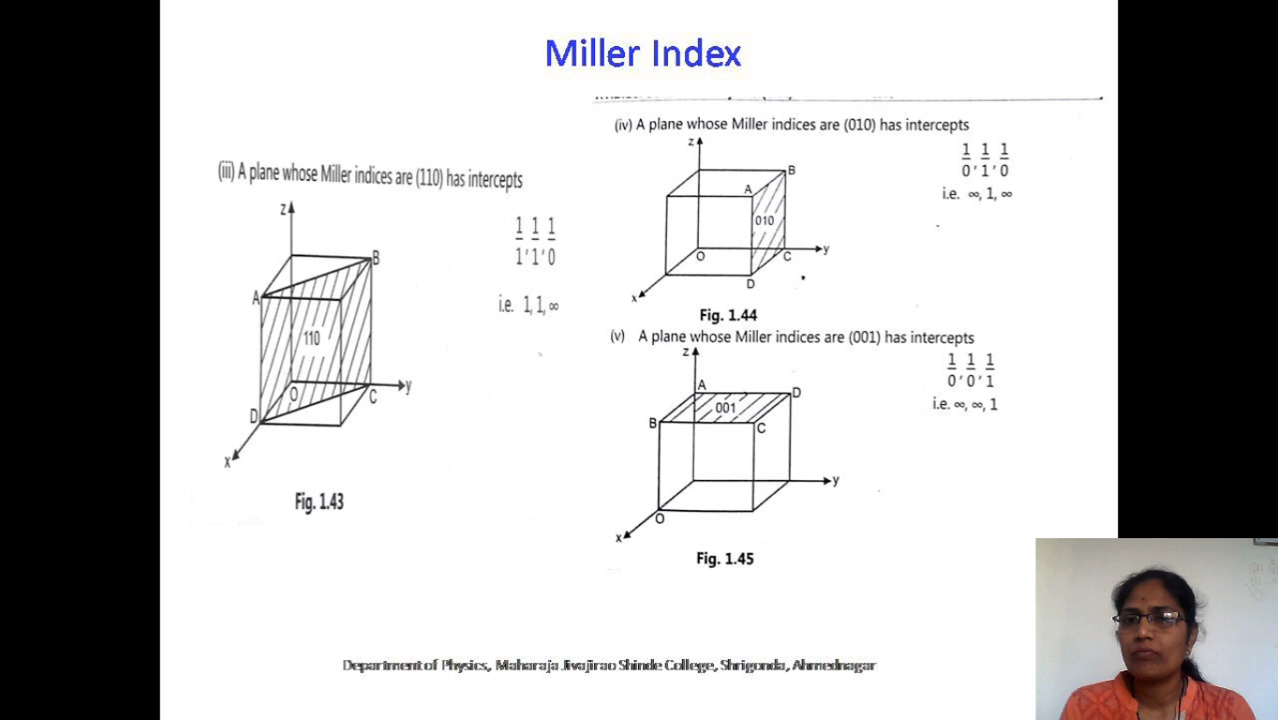 Miller Index
(iii) A plane whose Miller indices are (110) has intercepts
1/1, 1/1, 1/0
i.e. 1, 1, ∞
z
B
A
110
O
y
C
D
x
Fig. 1.43
(iv) A plane whose Miller indices are (010) has intercepts
1/0, 1/1, 1/0
i.e. ∞, 1, ∞
z
B
A
010
O
y
C
D
x
Fig. 1.44
(v) A plane whose Miller indices are (001) has intercepts
1/0, 1/0, 1/1
i.e. ∞, ∞, 1
z
A
D
001
B
C
y
O
x
Fig. 1.45
Department of Physics, Maharaja Jivajirao Shinde College, Shrigonda, Ahmednagar